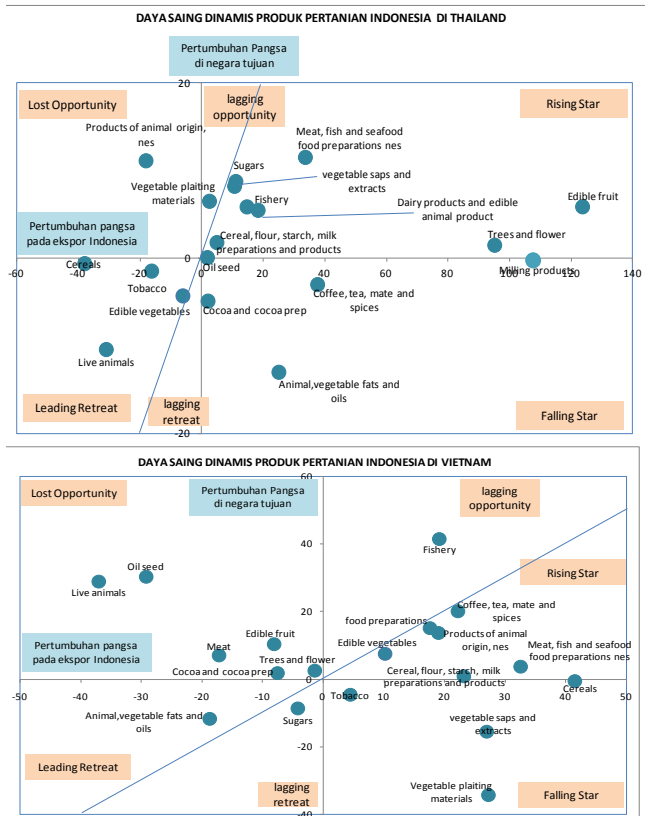 DAYA SAING DINAMIS PRODUK PERTANIAN INDONESIA DI THAILAND
Pertumbuhan Pangsa
di negara tujuan
20
Lost Opportunity
lagging
opportunity
Rising Star
Products of animal origin,
nes
Meat, fish and seafood
food preparations nes
Sugars
vegetable saps and
extracts
Vegetable plaiting
materials
Fishery
Dairy products and edible
animal product
Edible fruit
Pertumbuhan pangsa
pada ekspor Indonesia
Cereal, flour, starch, milk
preparations and products
Trees and flower
0
Cereals
Oil seed
Milling products
-60
-40
-20
0
20
40
60
80
100
120
140
Tobacco
Edible vegetables
Cocoa and cocoa prep
Coffee, tea, mate and
spices
Live animals
Animal,vegetable fats and
oils
Leading Retreat
lagging
retreat
Falling Star
-20
DAYA SAING DINAMIS PRODUK PERTANIAN INDONESIA DI VIETNAM
60
Lost Opportunity
Pertumbuhan Pangsa
di negara tujuan
lagging
opportunity
40
Fishery
Oil seed
Live animals
Rising Star
20
Coffee, tea, mate and
spices
food preparations
Products of animal
origin, nes
Edible fruit
Edible vegetables
Meat, fish and seafood
food preparations nes
Pertumbuhan pangsa
pada ekspor Indonesia
Meat
Trees and flower
Cocoa and cocoa prep
Cereal, flour, starch, milk
preparations and products
0
Tobacco
Cereals
-50
-40
-30
-20
-10
0
10
20
30
40
50
Animal,vegetable fats and
oils
Sugars
vegetable saps and
extracts
-20
Leading Retreat
lagging
retreat
Vegetable plaiting
materials
Falling Star
-40